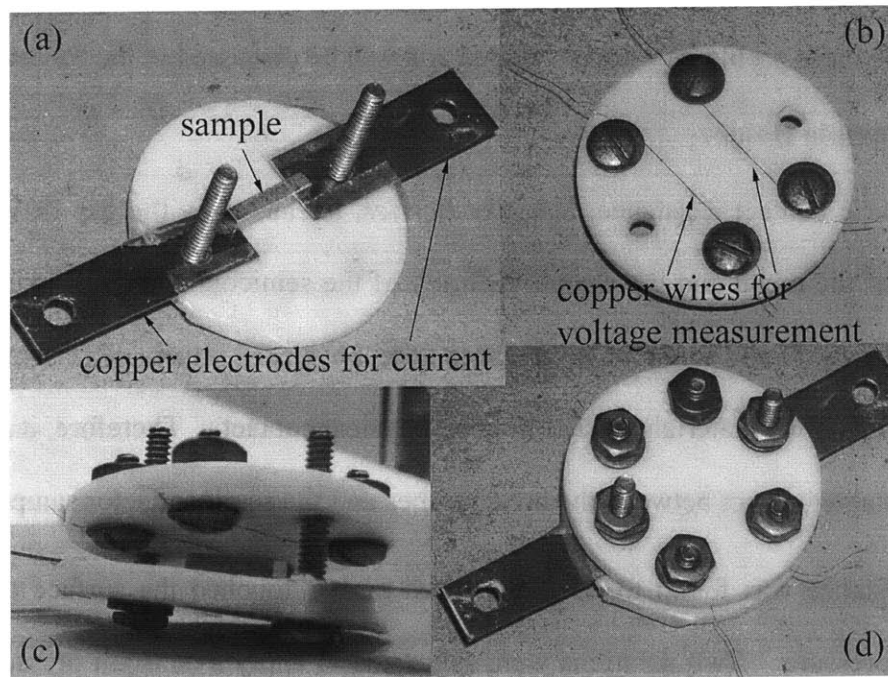 (a)
sample
copper electrodes for current
(b)
copper wires for
voltage measurement
(c)
(d)